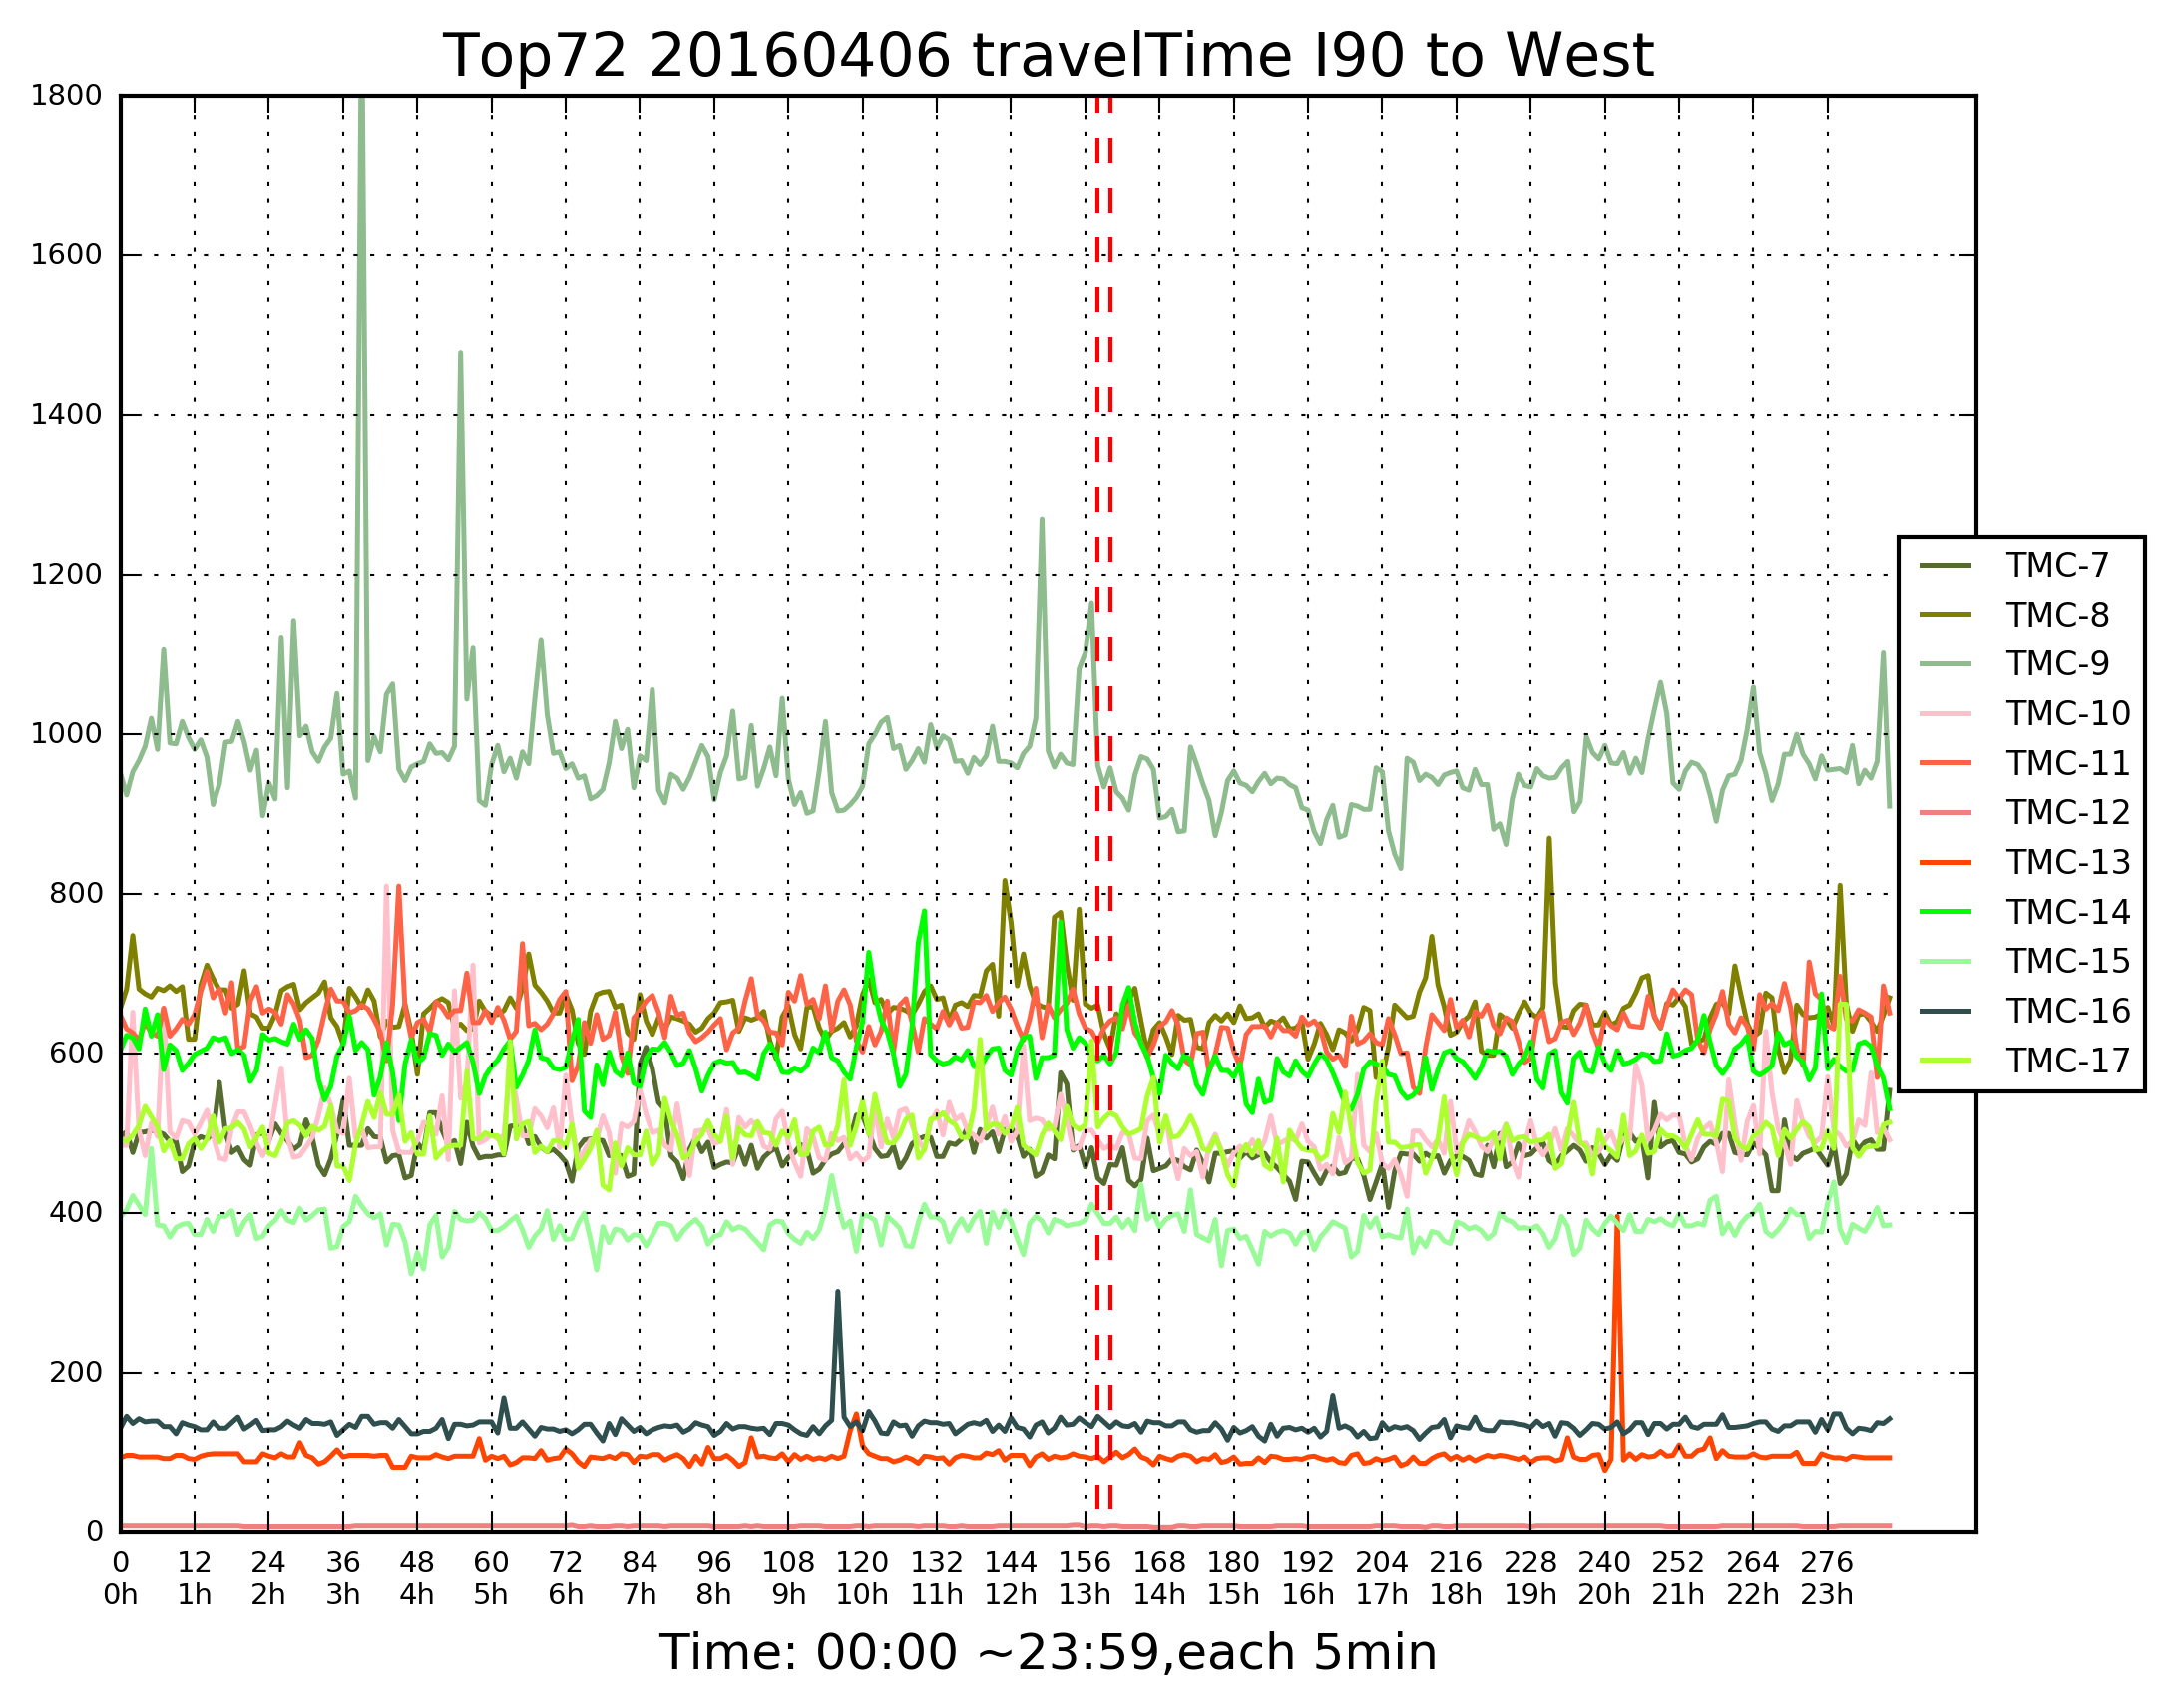 Top72 20160406 travelTime I90 to West
1800
1600
1400
1200
1000
800
600
400
200
0
TMC-7
TMC-8
TMC-9
TMC-10
TMC-11
TMC-12
TMC-13
TMC-14
TMC-15
TMC-16
TMC-17
0 12 24 36 48 60 72 84 96 108 120 132 144 156 168 180 192 204 216 228 240 252 264 276
0h 1h 2h 3h 4h 5h 6h 7h 8h 9h 10h 11h 12h 13h 14h 15h 16h 17h 18h 19h 20h 21h 22h 23h
Time: 00:00 ~23:59,each 5min